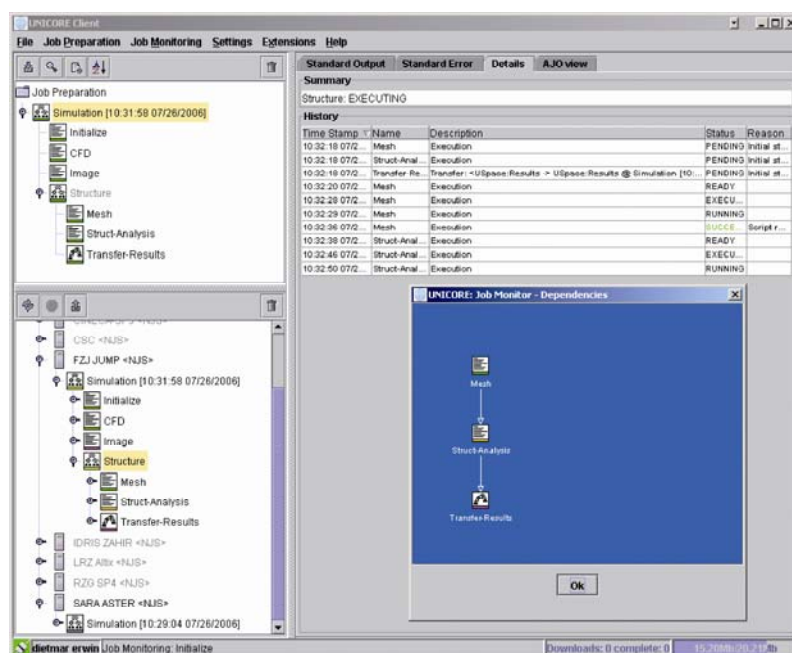 UNICORE Client
File Job Preparation Job Monitoring Settings Extensions Help
Job Preparation
Simulation [10:31:58 07/26/2006]
Initialize
CFD
Image
Structure
Mesh
Struct-Analysis
Transfer-Results
CSC <NJS>
FZJ JUMP <NJS>
Simulation [10:31:58 07/26/2006]
Initialize
CFD
Image
Structure
Mesh
Struct-Analysis
Transfer-Results
IDRIS ZAHIR <NJS>
LRZ Altix <NJS>
RZG SP4 <NJS>
SARA ASTER <NJS>
Simulation [10:29:04 07/26/2006]
Standard Output Standard Error Details AJO view
Summary
Structure: EXECUTING
History
Time Stamp Name Description Status Reason
10:32:18 07/2... Mesh Execution PENDING Initial st...
10:32:18 07/2... Struct-Anal... Execution PENDING Initial st...
10:32:18 07/2... Transfer-Re... Transfer: <USpace:Results -> USpace:Results @ Simulation [10:... PENDING Initial st...
10:32:20 07/2... Mesh Execution READY
10:32:28 07/2... Mesh Execution EXECU...
10:32:29 07/2... Mesh Execution RUNNING
10:32:36 07/2... Mesh Execution SUCCE... Script r...
10:32:38 07/2... Struct-Anal... Execution READY
10:32:46 07/2... Struct-Anal... Execution EXECU...
10:32:50 07/2... Struct-Anal... Execution RUNNING
UNICORE: Job Monitor - Dependencies
Mesh
Struct-Analysis
Transfer-Results
Ok
dietmar erwin Job Monitoring: Initialize
Downloads: 0 complete: 0